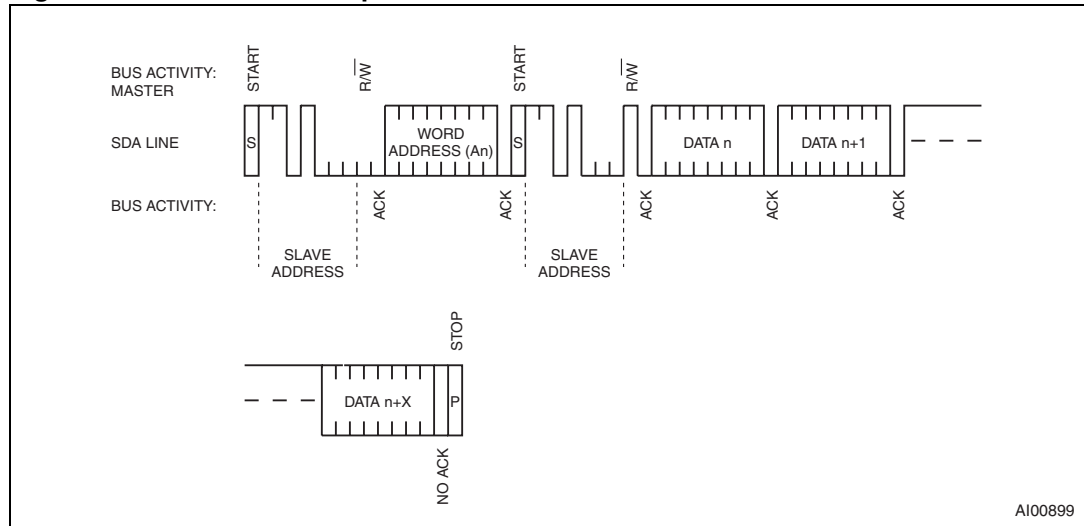 BUS ACTIVITY:
MASTER
START
R/W
START
R/W
SDA LINE
S
WORD
ADDRESS (An)
S
DATA n
DATA n+1
BUS ACTIVITY:
ACK
ACK
ACK
ACK
ACK
SLAVE
ADDRESS
SLAVE
ADDRESS
STOP
DATA n+X
P
NO ACK
AI00899